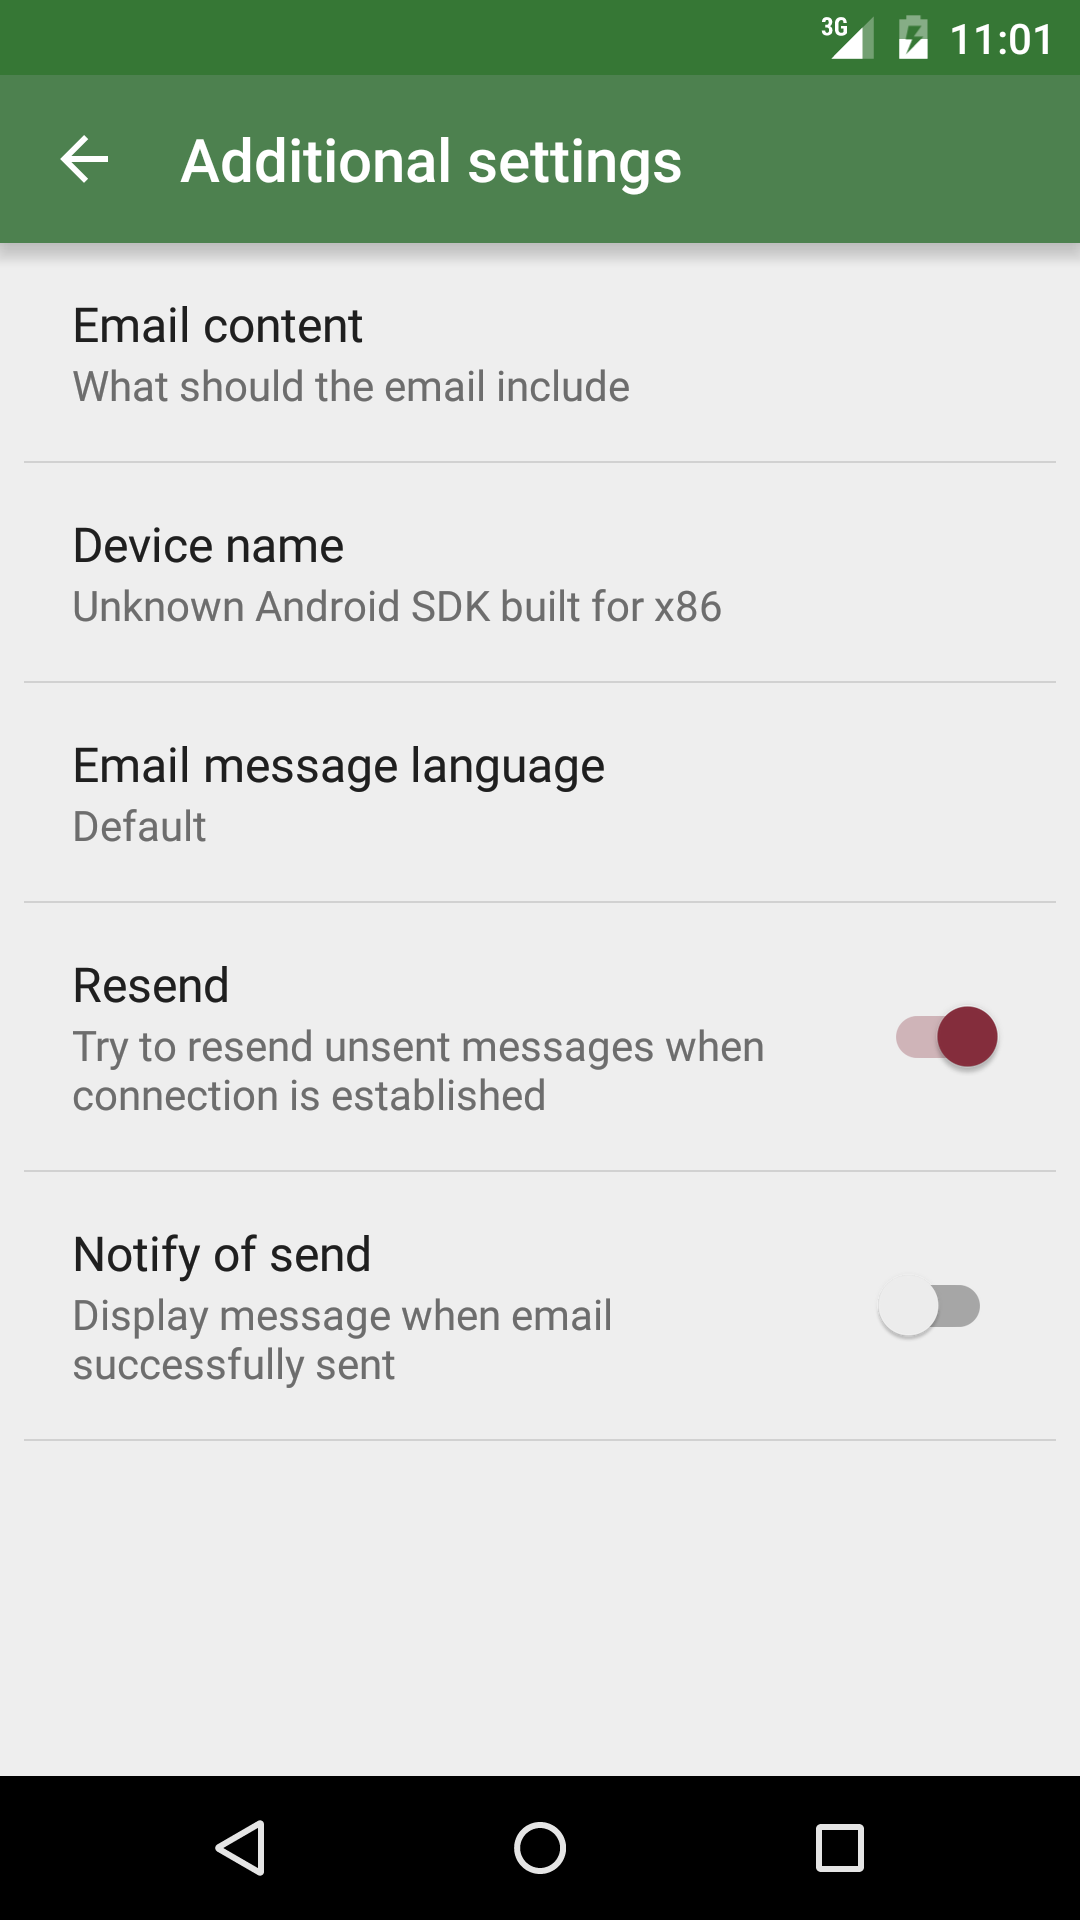 3G 11:01
Additional settings
Email content
What should the email include
Device name
Unknown Android SDK built for x86
Email message language
Default
Resend
Try to resend unsent messages when
connection is established
Notify of send
Display message when email
successfully sent